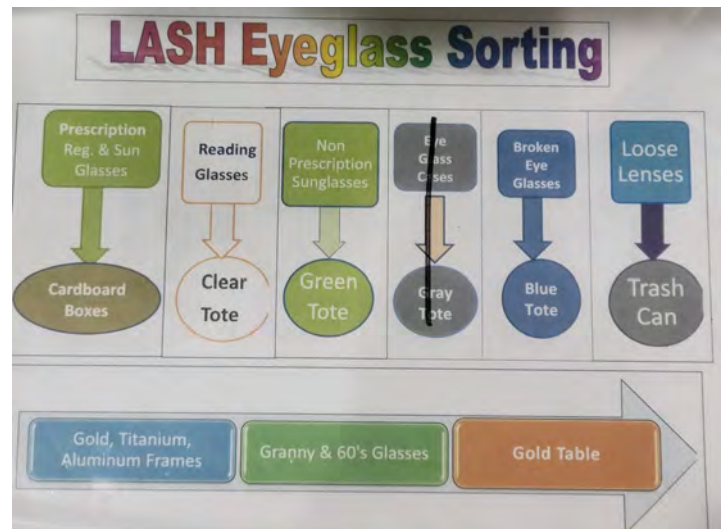 LASH Eyeglass Sorting
Prescription
Reg. & Sun
Glasses
Reading
Glasses
Non
Prescription
Sunglasses
Eye
Glass
Cases
Broken
Eye
Glasses
Loose
Lenses
Cardboard
Boxes
Clear
Tote
Green
Tote
Gray
Tote
Blue
Tote
Trash
Can
Gold, Titanium,
Aluminum Frames
Granny & 60's Glasses
Gold Table